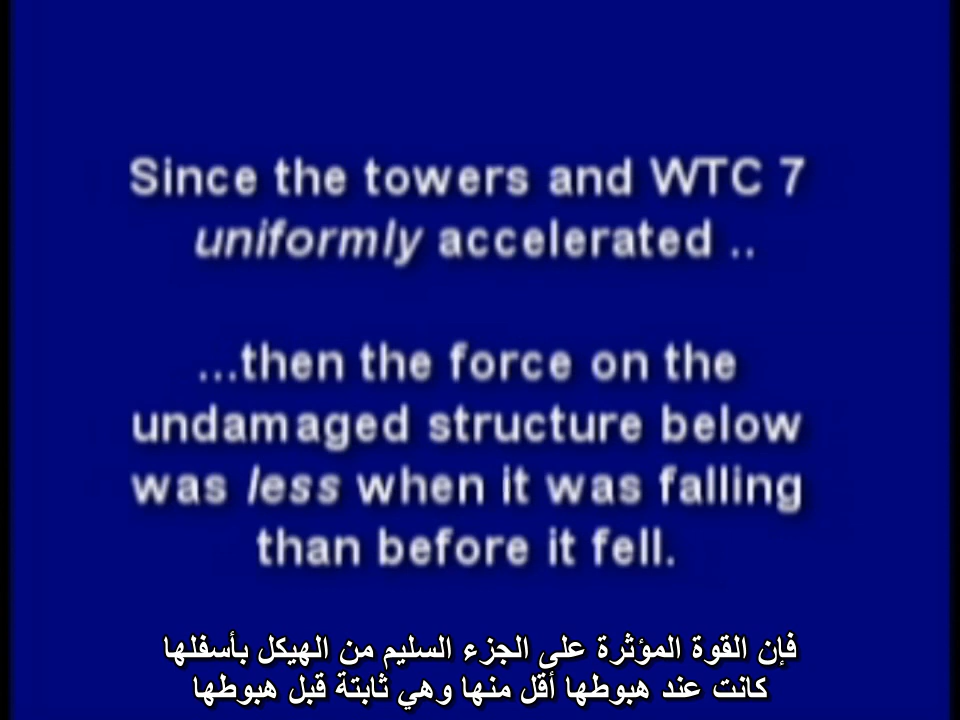 Since the towers and WTC 7
uniformly accelerated ..
...then the force on the
undamaged structure below
was less when it was falling
than before it fell.
فإن القوة المؤثرة على الجزء السليم من الهيكل بأسفلها
كانت عند هبوطها أقل منها وهي ثابتة قبل هبوطها